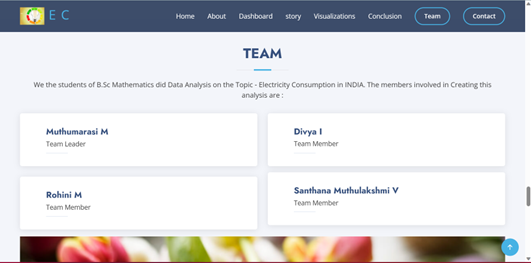 E C
Home About Dashboard story Visualizations Conclusion Team Contact
TEAM
We the students of B.Sc Mathematics did Data Analysis on the Topic - Electricity Consumption in INDIA. The members involved in Creating this
analysis are :
Muthumarasi M
Team Leader
Divya I
Team Member
Rohini M
Team Member
Santhana Muthulakshmi V
Team Member